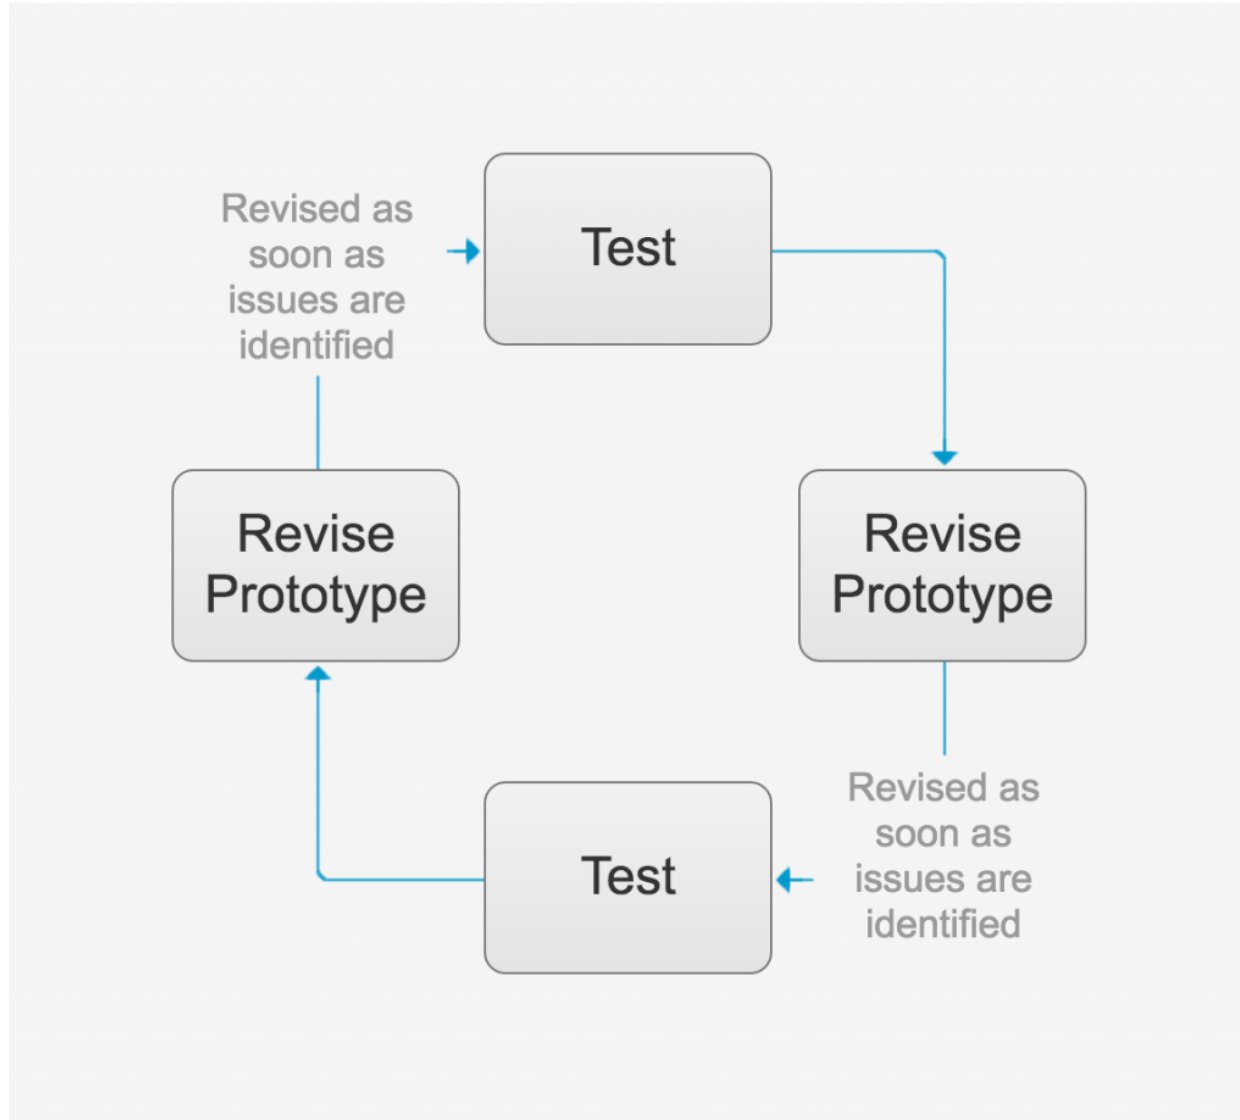 Revised as
soon as
issues are
identified
Test
Revise
Prototype
Revise
Prototype
Test
Revised as
soon as
issues are
identified